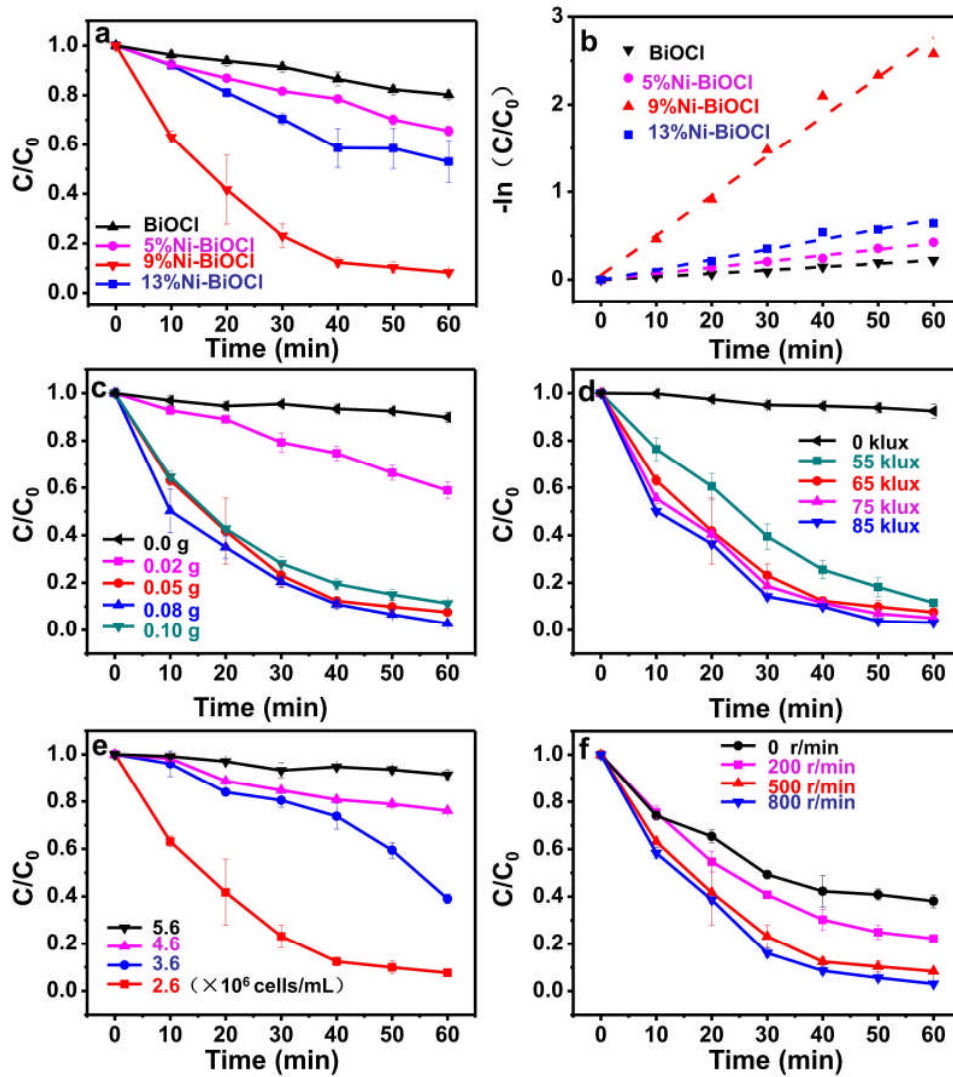 a
1.0
0.8
0.6
0.4
0.2
0.0
C/C0
BiOCl
5%Ni-BiOCl
9%Ni-BiOCl
13%Ni-BiOCl
0 10 20 30 40 50 60
Time (min)
b
3
2
1
0
-ln（C/C0）
BiOCl
5%Ni-BiOCl
9%Ni-BiOCl
13%Ni-BiOCl
0 10 20 30 40 50 60
Time (min)
c
1.0
0.8
0.6
0.4
0.2
0.0
C/C0
0.0 g
0.02 g
0.05 g
0.08 g
0.10 g
0 10 20 30 40 50 60
Time (min)
d
1.0
0.8
0.6
0.4
0.2
0.0
C/C0
0 klux
55 klux
65 klux
75 klux
85 klux
0 10 20 30 40 50 60
Time (min)
e
1.0
0.8
0.6
0.4
0.2
0.0
C/C0
5.6
4.6
3.6
2.6（×10⁶ cells/mL）
0 10 20 30 40 50 60
Time (min)
f
1.0
0.8
0.6
0.4
0.2
0.0
C/C0
0 r/min
200 r/min
500 r/min
800 r/min
0 10 20 30 40 50 60
Time (min)